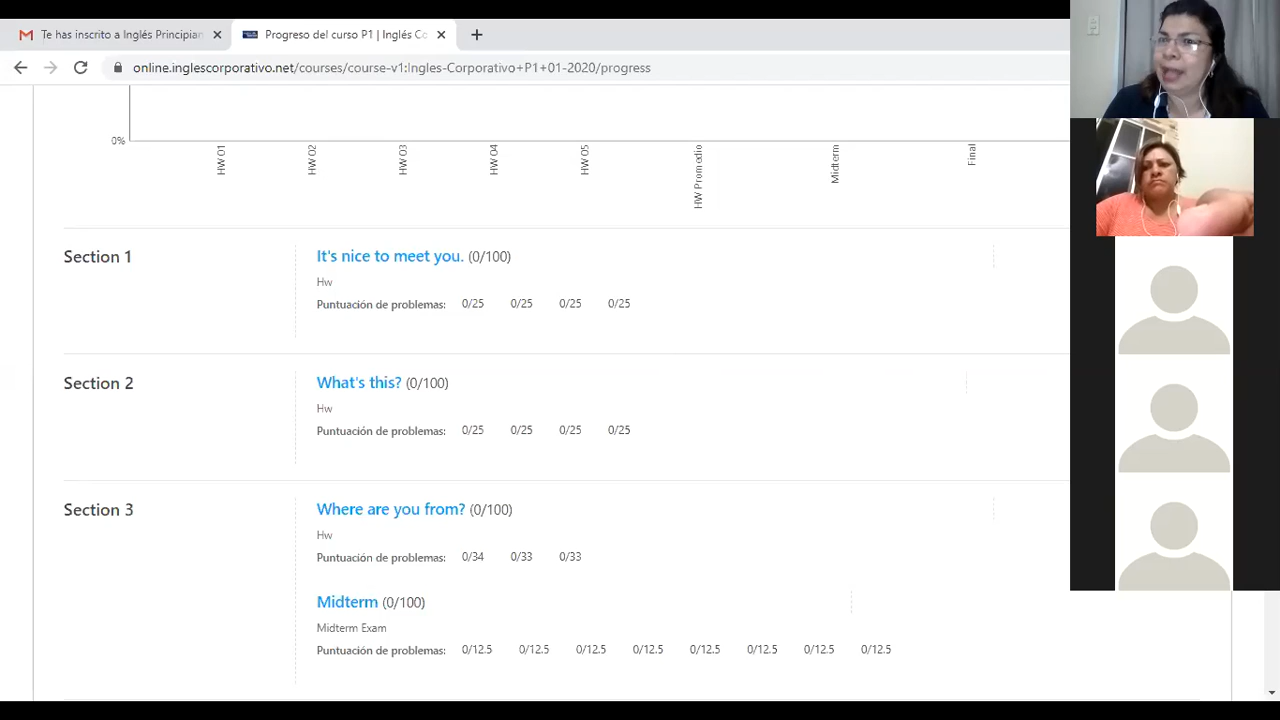 Te has inscrito a Inglés Principian
Progreso del curso P1 | Inglés Co
online.inglescorporativo.net/courses/course-v1:Ingles-Corporativo+P1+01-2020/progress
0%
HW 01
HW 02
HW 03
HW 04
HW 05
HW Promedio
Midterm
Final
Section 1
It's nice to meet you. (0/100)
Hw
Puntuación de problemas: 0/25 0/25 0/25 0/25
Section 2
What's this? (0/100)
Hw
Puntuación de problemas: 0/25 0/25 0/25 0/25
Section 3
Where are you from? (0/100)
Hw
Puntuación de problemas: 0/34 0/33 0/33
Midterm (0/100)
Midterm Exam
Puntuación de problemas: 0/12.5 0/12.5 0/12.5 0/12.5 0/12.5 0/12.5 0/12.5 0/12.5